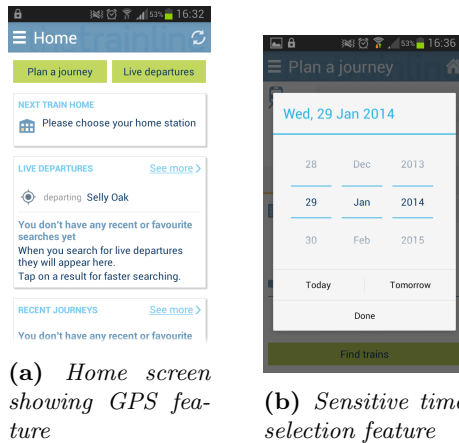 53% 16:32
Home
Plan a journey Live departures
NEXT TRAIN HOME
Please choose your home station
LIVE DEPARTURES See more >
departing Selly Oak
You don't have any recent or favourite
searches yet
When you search for live departures
they will appear here.
Tap on a result for faster searching.
RECENT JOURNEYS See more >
You don't have any recent or favourite
(a) Home screen
showing GPS fea-
ture
53% 16:36
Plan a journey
Wed, 29 Jan 2014
28 Dec 2013
29 Jan 2014
30 Feb 2015
Today Tomorrow
Done
Find trains
(b) Sensitive time
selection feature